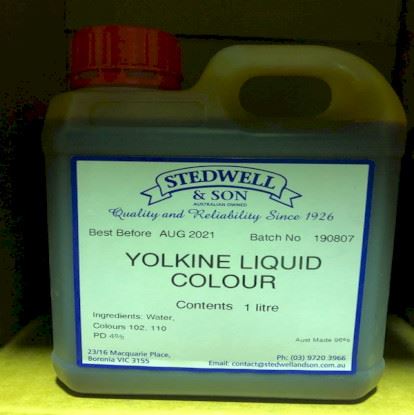 STEDWELL
& SON
AUSTRALIAN OWNED
Quality and Reliability Since 1926
Best Before AUG 2021 Batch No 190807
YOLKINE LIQUID
COLOUR
Contents 1 litre
Ingredients: Water,
Colours 102, 110
PD 4%
Aust Made 96%
23/16 Macquarie Place,
Boronia VIC 3155
Ph: (03) 9720 3966
Email: contact@stedwellandson.com.au